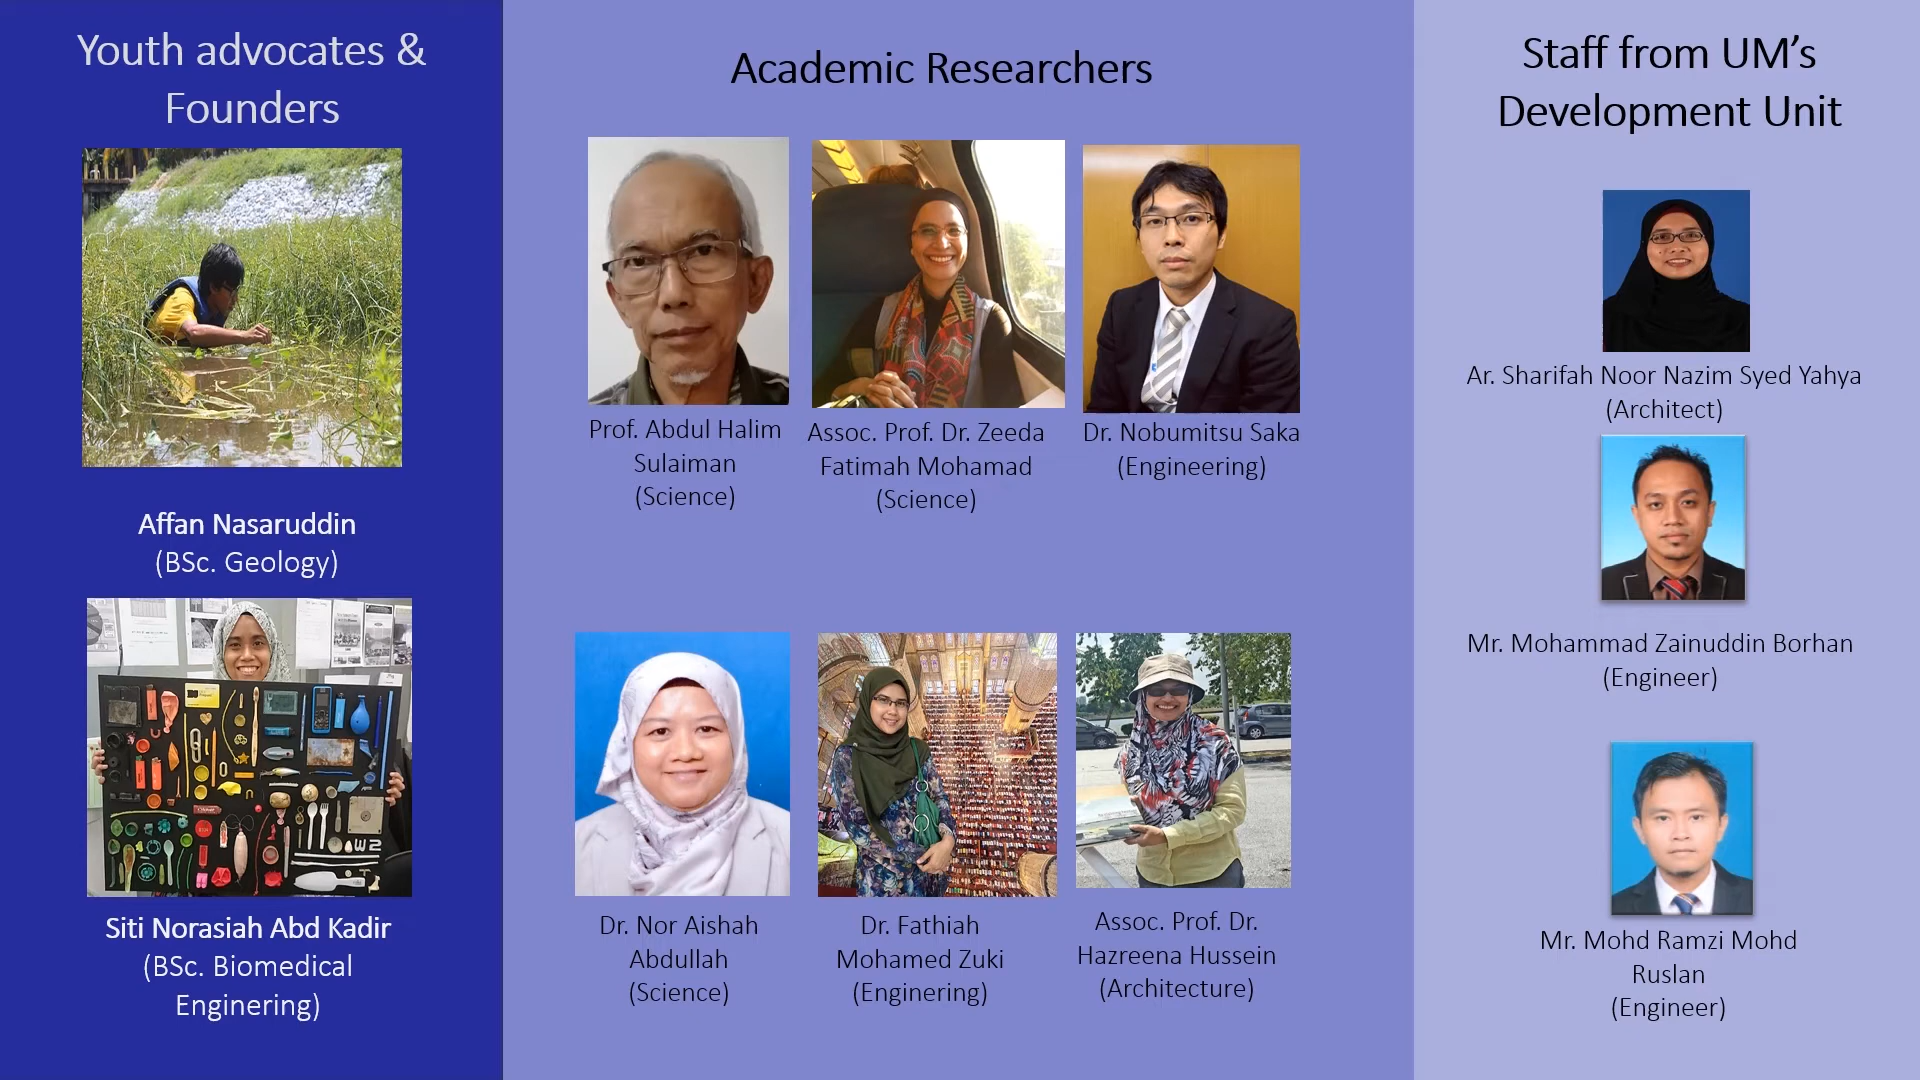 Youth advocates &
Founders
Affan Nasaruddin
(BSc. Geology)
Siti Norasiah Abd Kadir
(BSc. Biomedical
Enginering)
Academic Researchers
Prof. Abdul Halim
Sulaiman
(Science)
Assoc. Prof. Dr. Zeeda
Fatimah Mohamad
(Science)
Dr. Nobumitsu Saka
(Engineering)
Dr. Nor Aishah
Abdullah
(Science)
Dr. Fathiah
Mohamed Zuki
(Enginering)
Assoc. Prof. Dr.
Hazreena Hussein
(Architecture)
Staff from UM’s
Development Unit
Ar. Sharifah Noor Nazim Syed Yahya
(Architect)
Mr. Mohammad Zainuddin Borhan
(Engineer)
Mr. Mohd Ramzi Mohd
Ruslan
(Engineer)